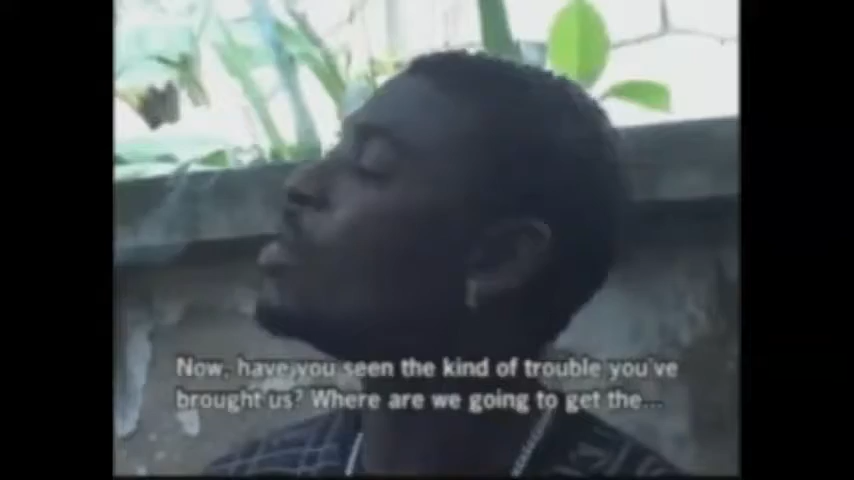 Now, have you seen the kind of trouble you've
brought us? Where are we going to get the...